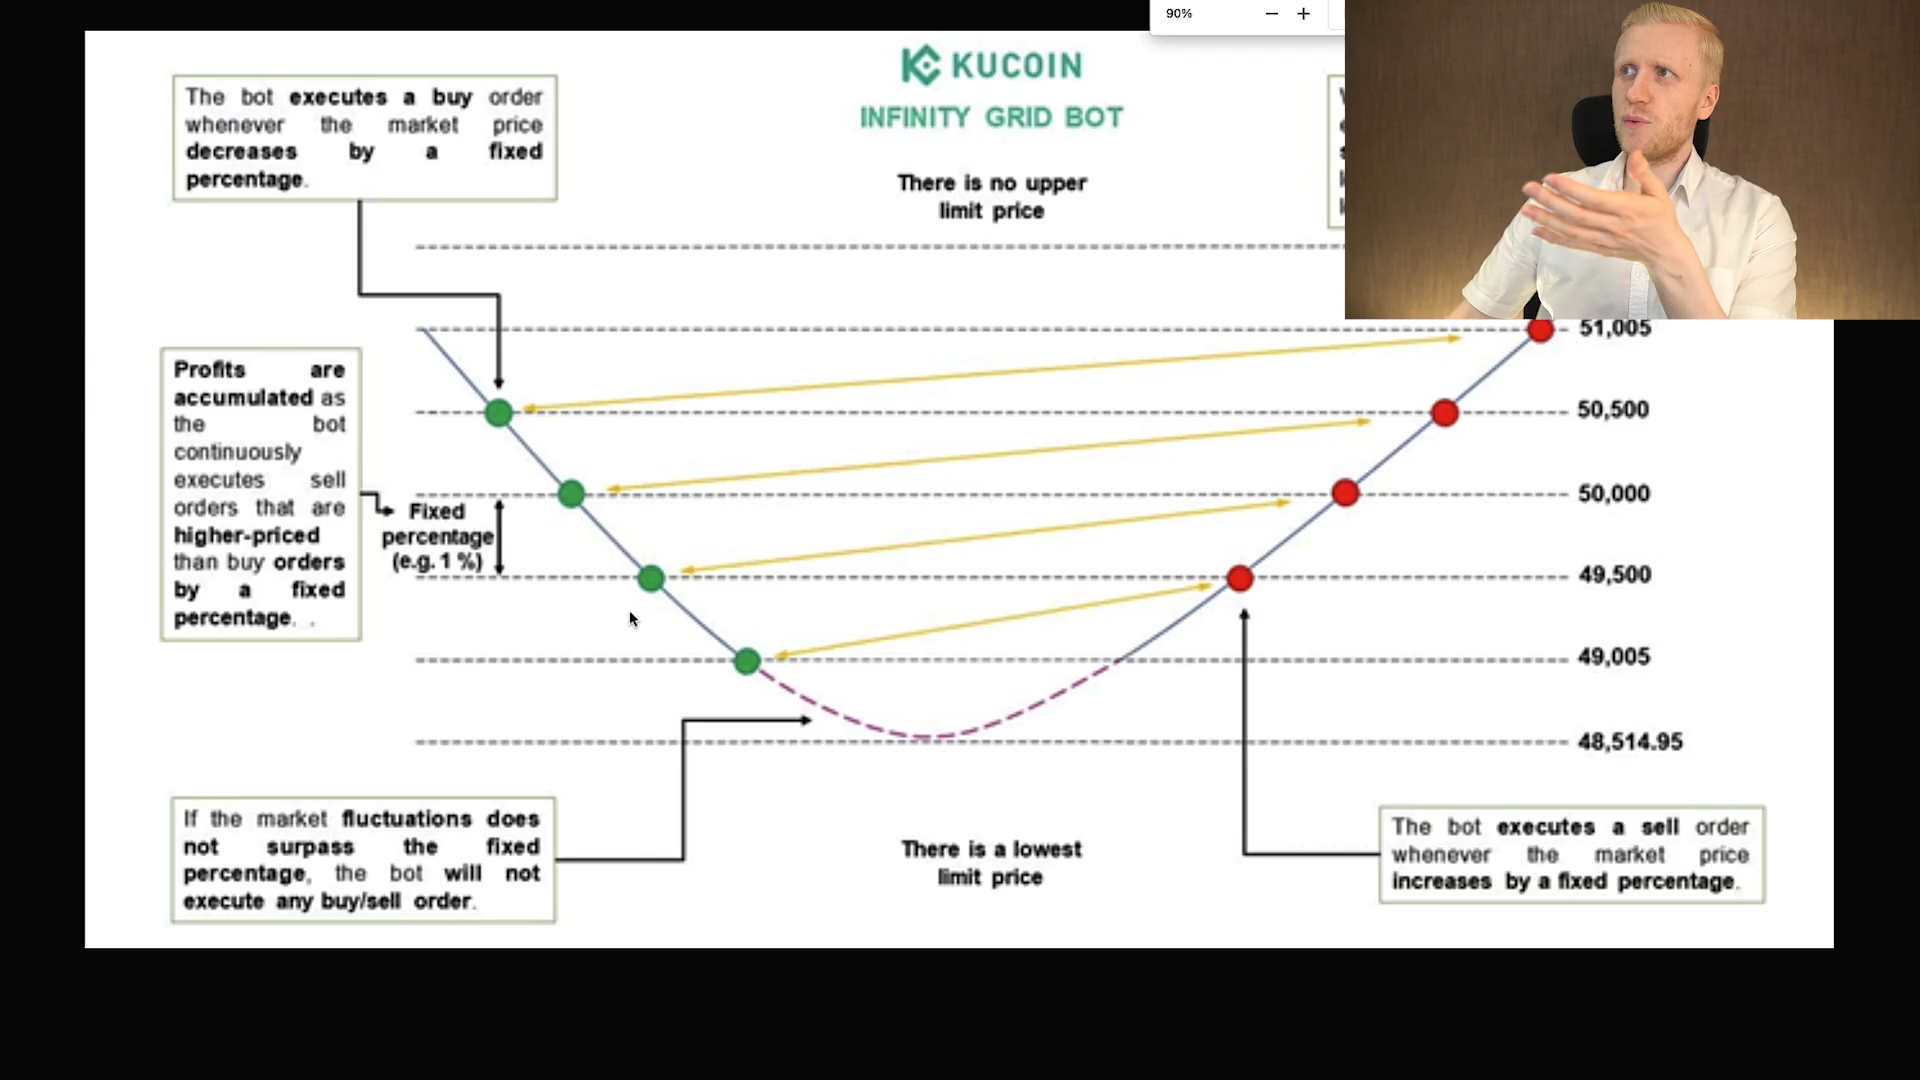 90%
KUCOIN
INFINITY GRID BOT
The bot executes a buy order
whenever the market price
decreases by a fixed
percentage.
There is no upper
limit price
51,005
50,500
50,000
49,500
49,005
48,514.95
Profits are
accumulated as
the bot
continuously
executes sell
orders that are
higher-priced
than buy orders
by a fixed
percentage. .
Fixed
percentage
(e.g. 1 %)
If the market fluctuations does
not surpass the fixed
percentage, the bot will not
execute any buy/sell order.
There is a lowest
limit price
The bot executes a sell order
whenever the market price
increases by a fixed percentage.